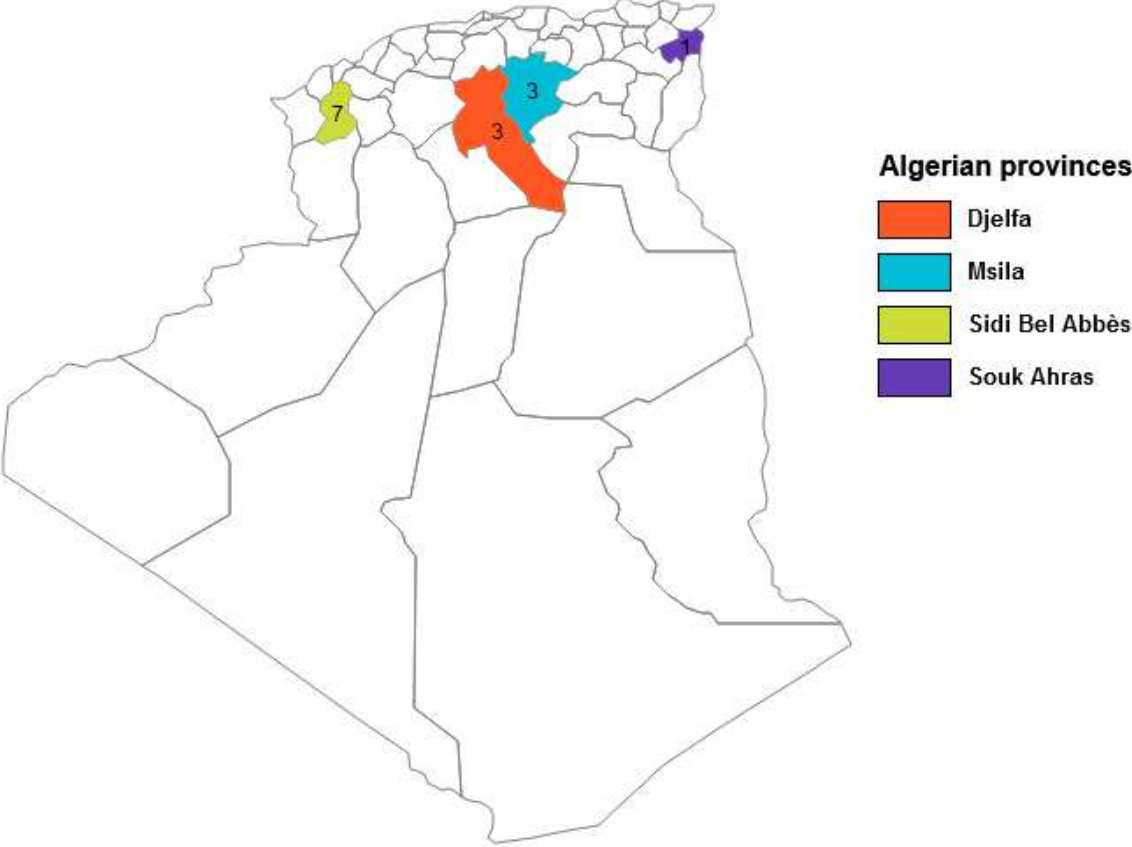 1
3
7
3
Algerian provinces
Djelfa
Msila
Sidi Bel Abbès
Souk Ahras